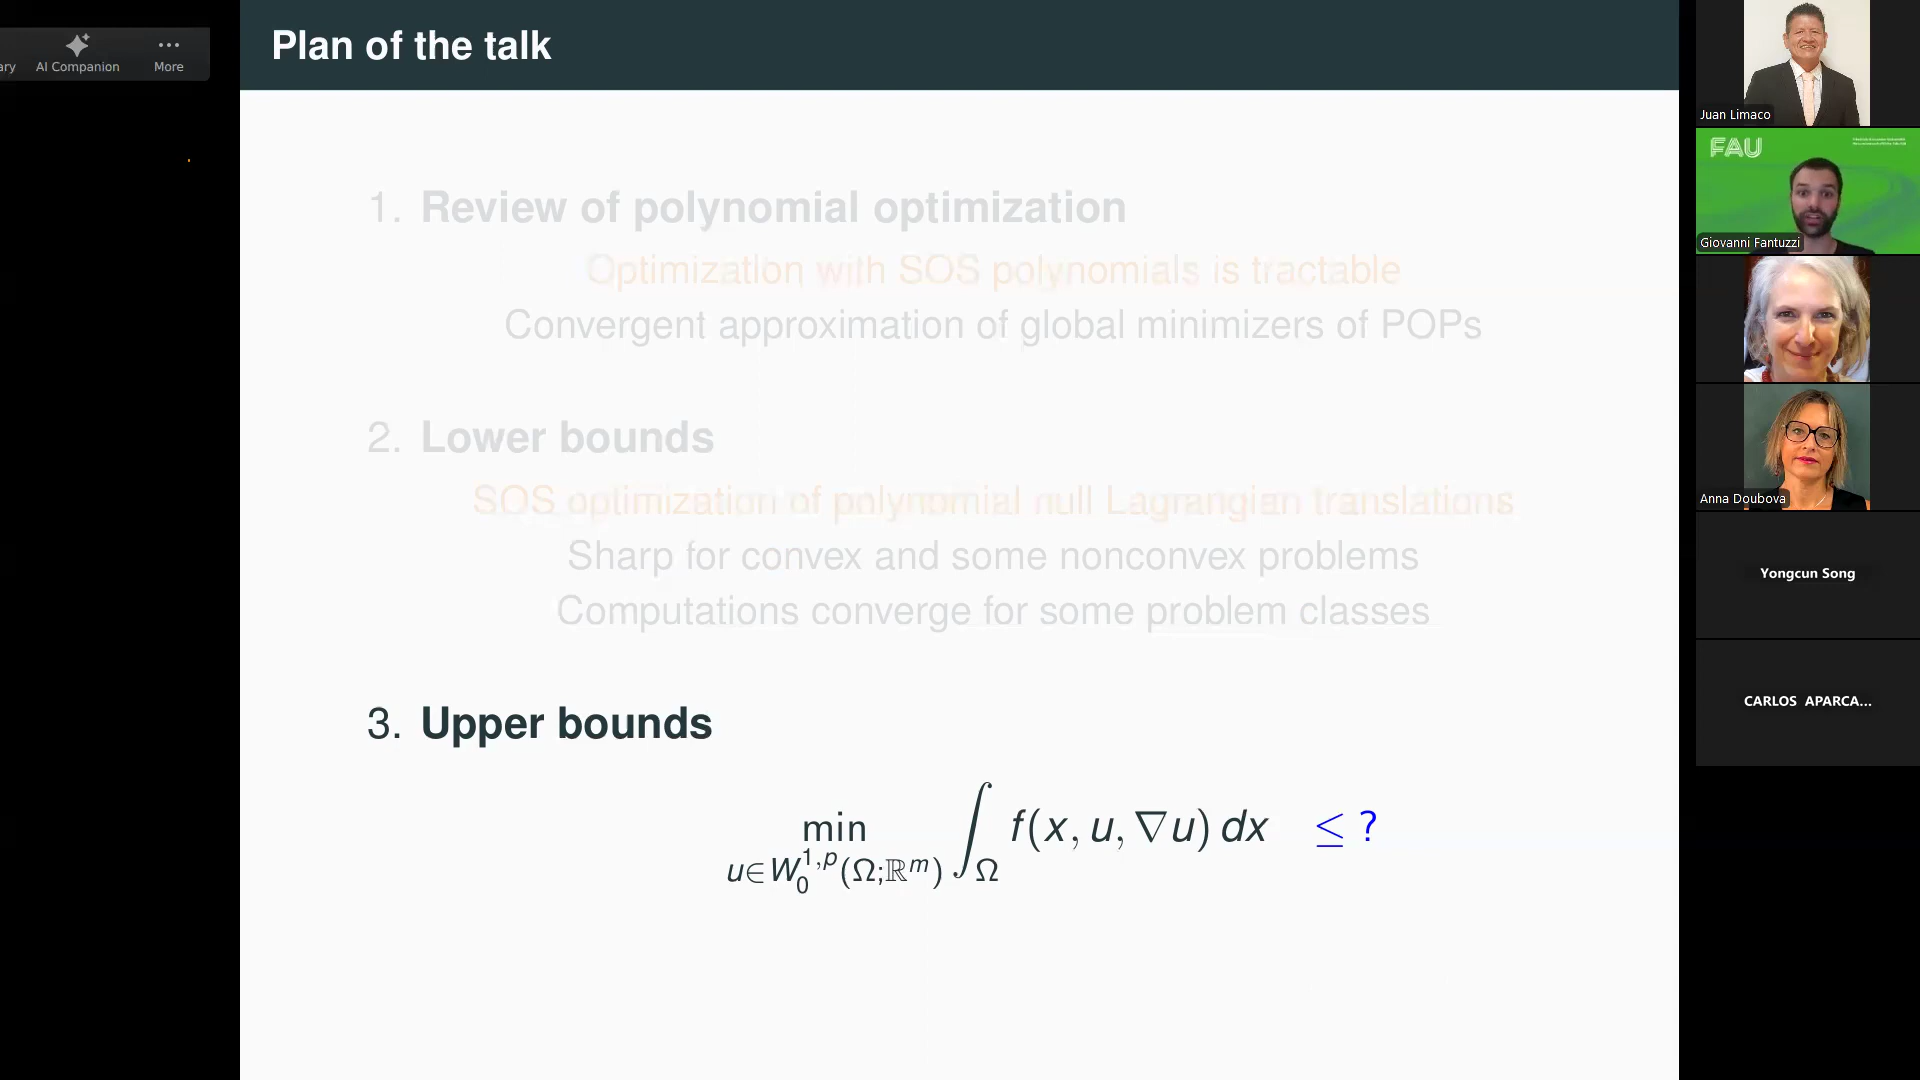 ary
AI Companion
More
Plan of the talk
1. Review of polynomial optimization
Optimization with SOS polynomials is tractable
Convergent approximation of global minimizers of POPs
2. Lower bounds
SOS optimization of polynomial null Lagrangian translations
Sharp for convex and some nonconvex problems
Computations converge for some problem classes
3. Upper bounds
min_{u∈W_0^{1,p}(Ω;ℝ^m)} ∫_Ω f(x, u, ∇u) dx ≤ ?
Juan Limaco
FAU
Giovanni Fantuzzi
Anna Doubova
Yongcun Song
CARLOS APARCA...